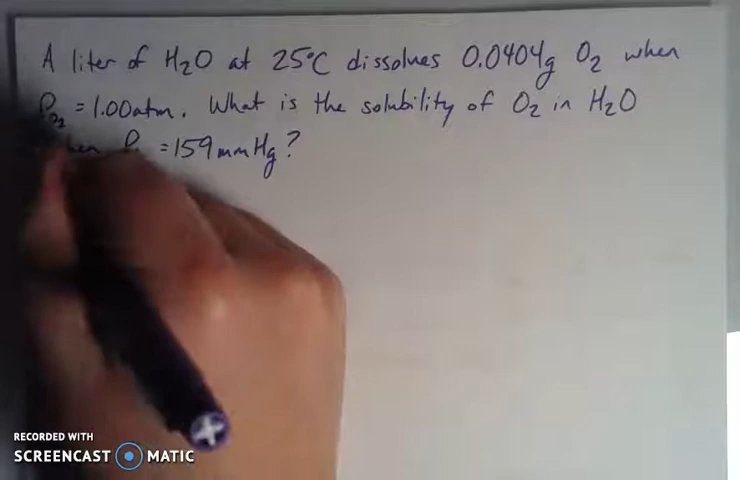 A liter of H₂O at 25°C dissolves 0.0404g O₂ when
P_O₂ = 1.00atm. What is the solubility of O₂ in H₂O
= 159 mmHg?
RECORDED WITH
SCREENCAST MATIC